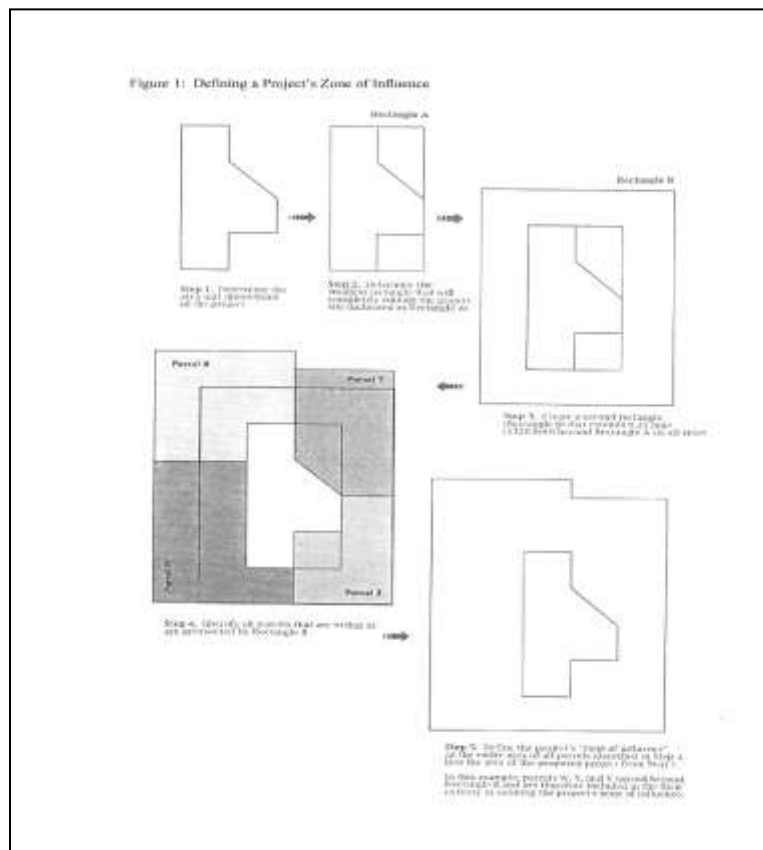 Figure 1: Defining a Project's Zone of Influence
Rectangle A
Rectangle B
Step 1. Determine the
area and dimensions
of the project
Step 2. Determine the
smallest rectangle that will
completely contain the project
site
Step 3. Create a second rectangle
(Rectangle B) that extends
Rectangle A on all sides
Parcel
Parcel
Parcel
Parcel Z
Step 4. Identify all parcels that are within or
are intersected by Rectangle B
Step 5. Define the project's "zone of influence"
as the entire area of all parcels identified in Step 4
less the area of the proposed project from Step 1
In this example, parcels W, X, and Y extend beyond
Rectangle B and are therefore included in their
entirety in defining the project's zone of influence.